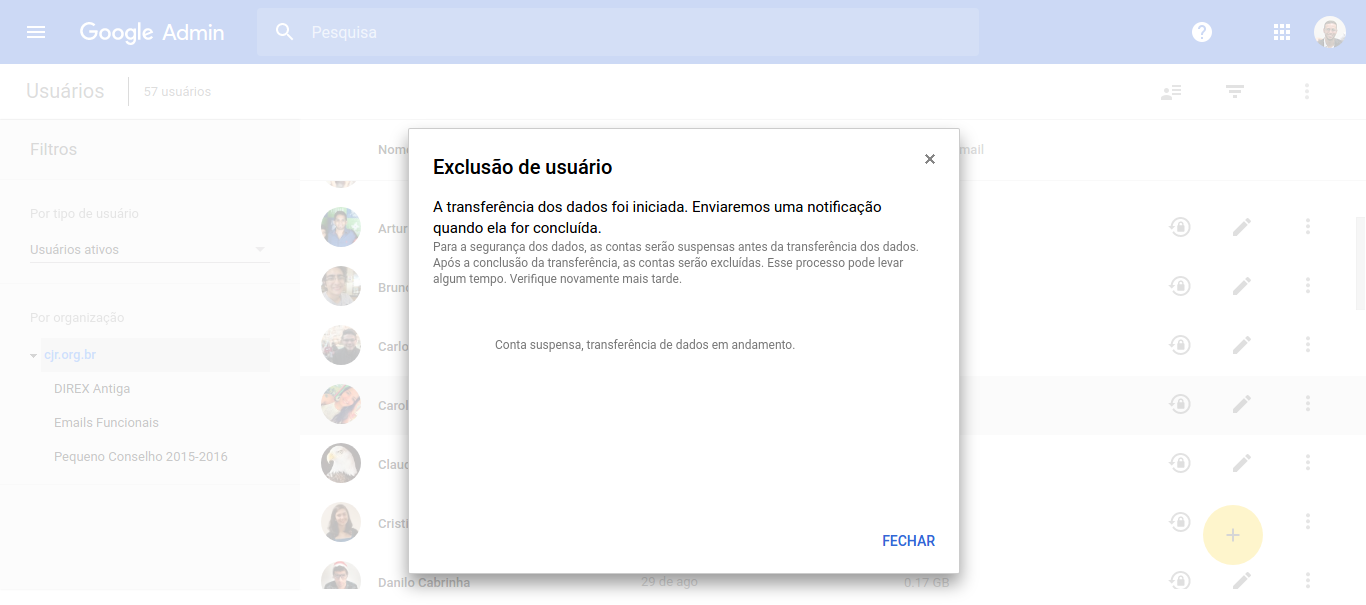 Google Admin
Pesquisa
Usuários
57 usuários
Filtros
Nome
mail
Por tipo de usuário
Usuários ativos
Por organização
cjr.org.br
DIREX Antiga
Emails Funcionais
Pequeno Conselho 2015-2016
Exclusão de usuário
A transferência dos dados foi iniciada. Enviaremos uma notificação
quando ela for concluída.
Para a segurança dos dados, as contas serão suspensas antes da transferência dos dados.
Após a conclusão da transferência, as contas serão excluídas. Esse processo pode levar
algum tempo. Verifique novamente mais tarde.
Conta suspensa, transferência de dados em andamento.
FECHAR
Artur
Bruno
Carlo
Carol
Claud
Cristi
Danilo Cabrinha 29 de ago 0.17 GB